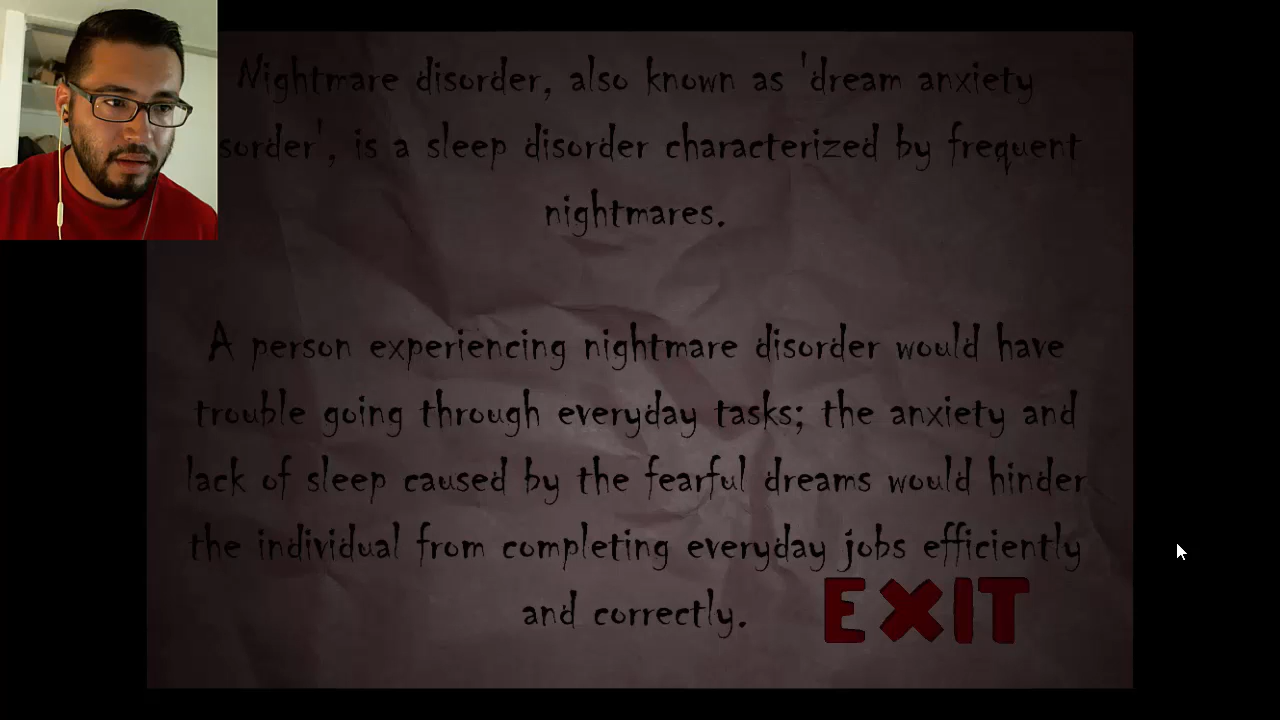 Nightmare disorder, also known as 'dream anxiety
sorder', is a sleep disorder characterized by frequent
nightmares.
A person experiencing nightmare disorder would have
trouble going through everyday tasks; the anxiety and
lack of sleep caused by the fearful dreams would hinder
the individual from completing everyday jobs efficiently
and correctly.
EXIT